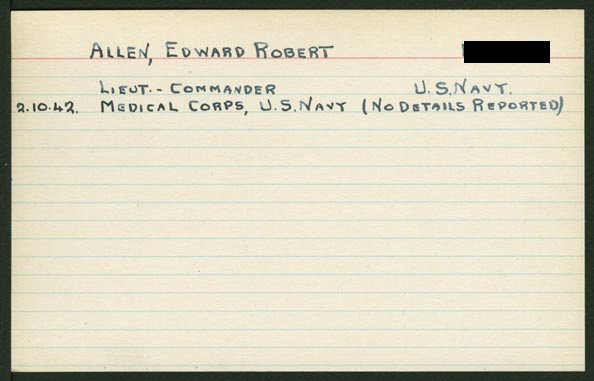 ALLEN, EDWARD ROBERT
LIEUT.- COMMANDER U.S.NAVY.
2.10.42. MEDICAL CORPS, U.S.NAVY (NO DETAILS REPORTED)